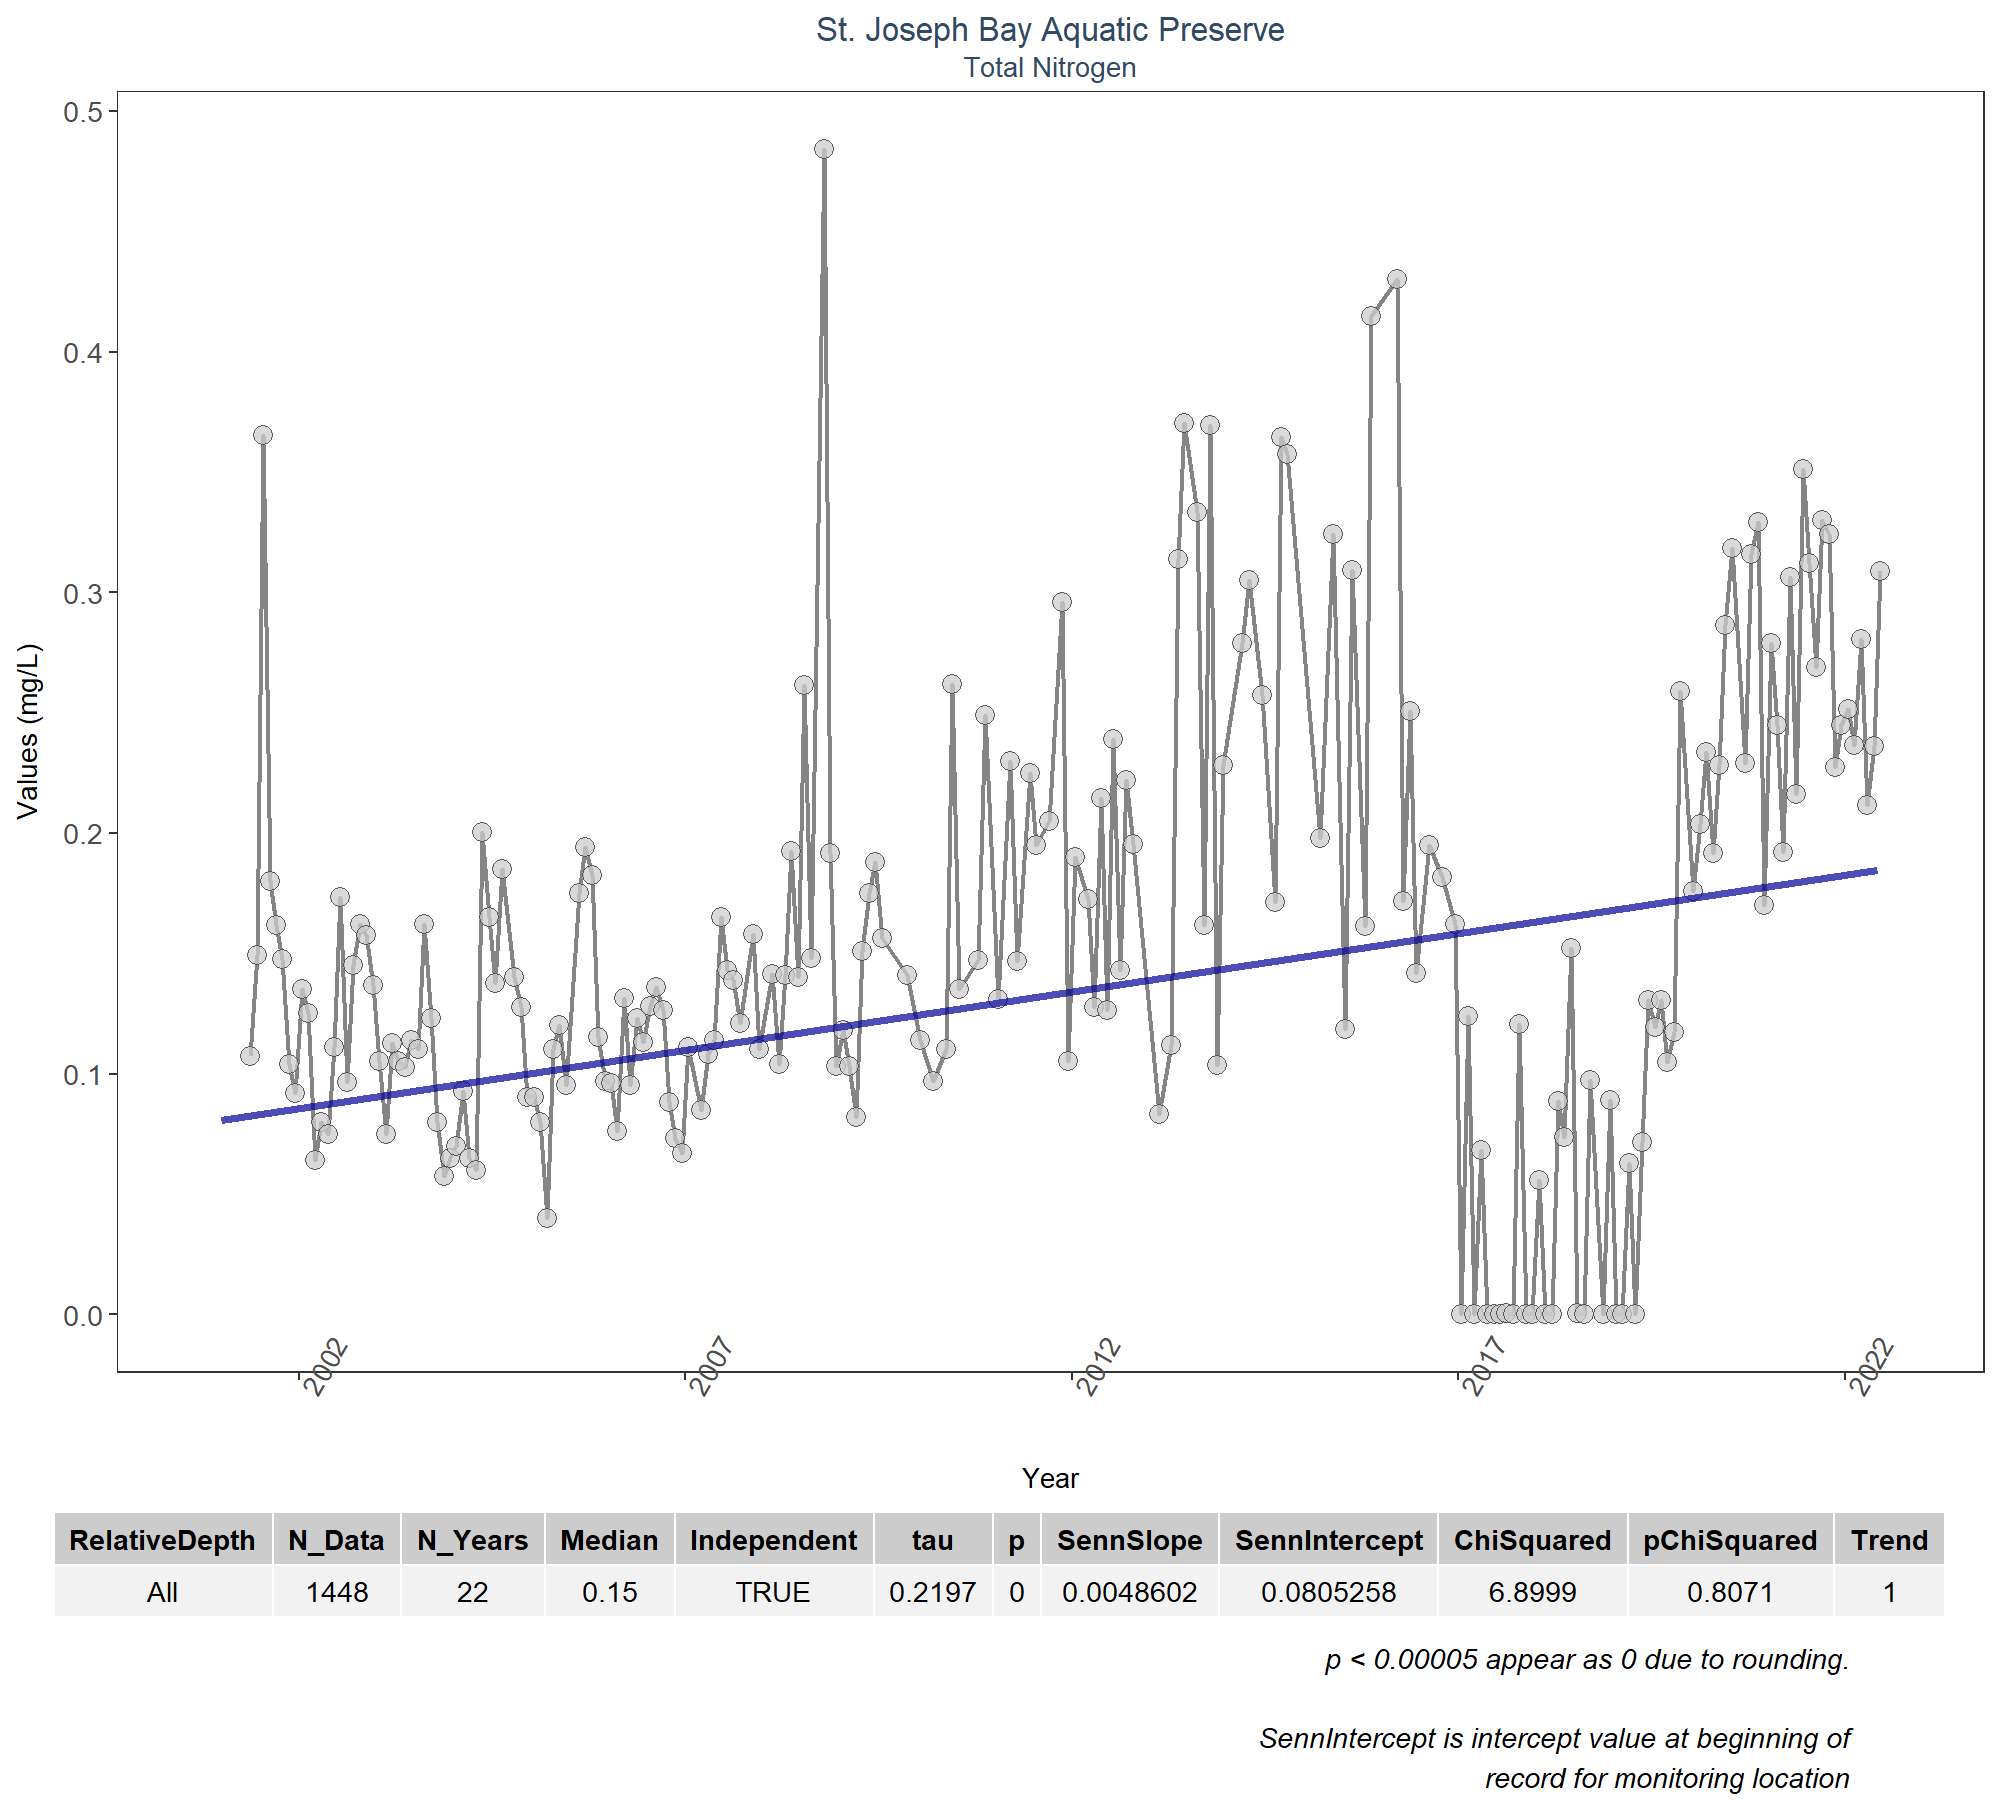 St. Joseph Bay Aquatic Preserve
Total Nitrogen
0.5
0.4
0.3
0.2
0.1
0.0
Values (mg/L)
2002
2007
2012
2017
2022
Year
RelativeDepth N_Data N_Years Median Independent tau p SennSlope SennIntercept ChiSquared pChiSquared Trend
All 1448 22 0.15 TRUE 0.2197 0 0.0048602 0.0805258 6.8999 0.8071 1
p < 0.00005 appear as 0 due to rounding.
SennIntercept is intercept value at beginning of
record for monitoring location